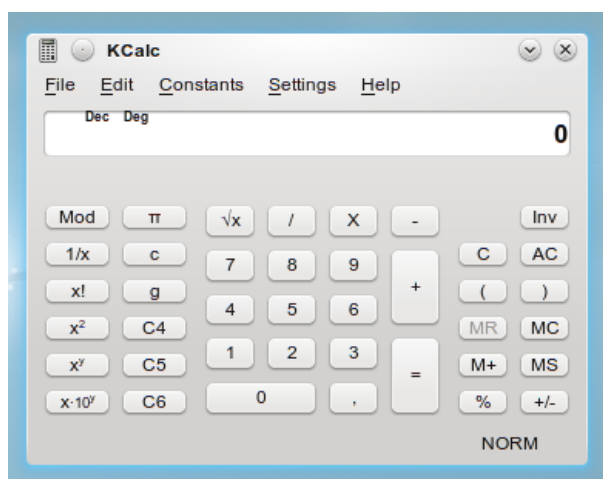 KCalc
File Edit Constants Settings Help
Dec Deg
0
Mod π √x / X - Inv
1/x c 7 8 9 + C AC
x! g 4 5 6 ( )
x² C4 MR MC
xʸ C5 1 2 3 = M+ MS
x·10ʸ C6 0 , % +/-
NORM